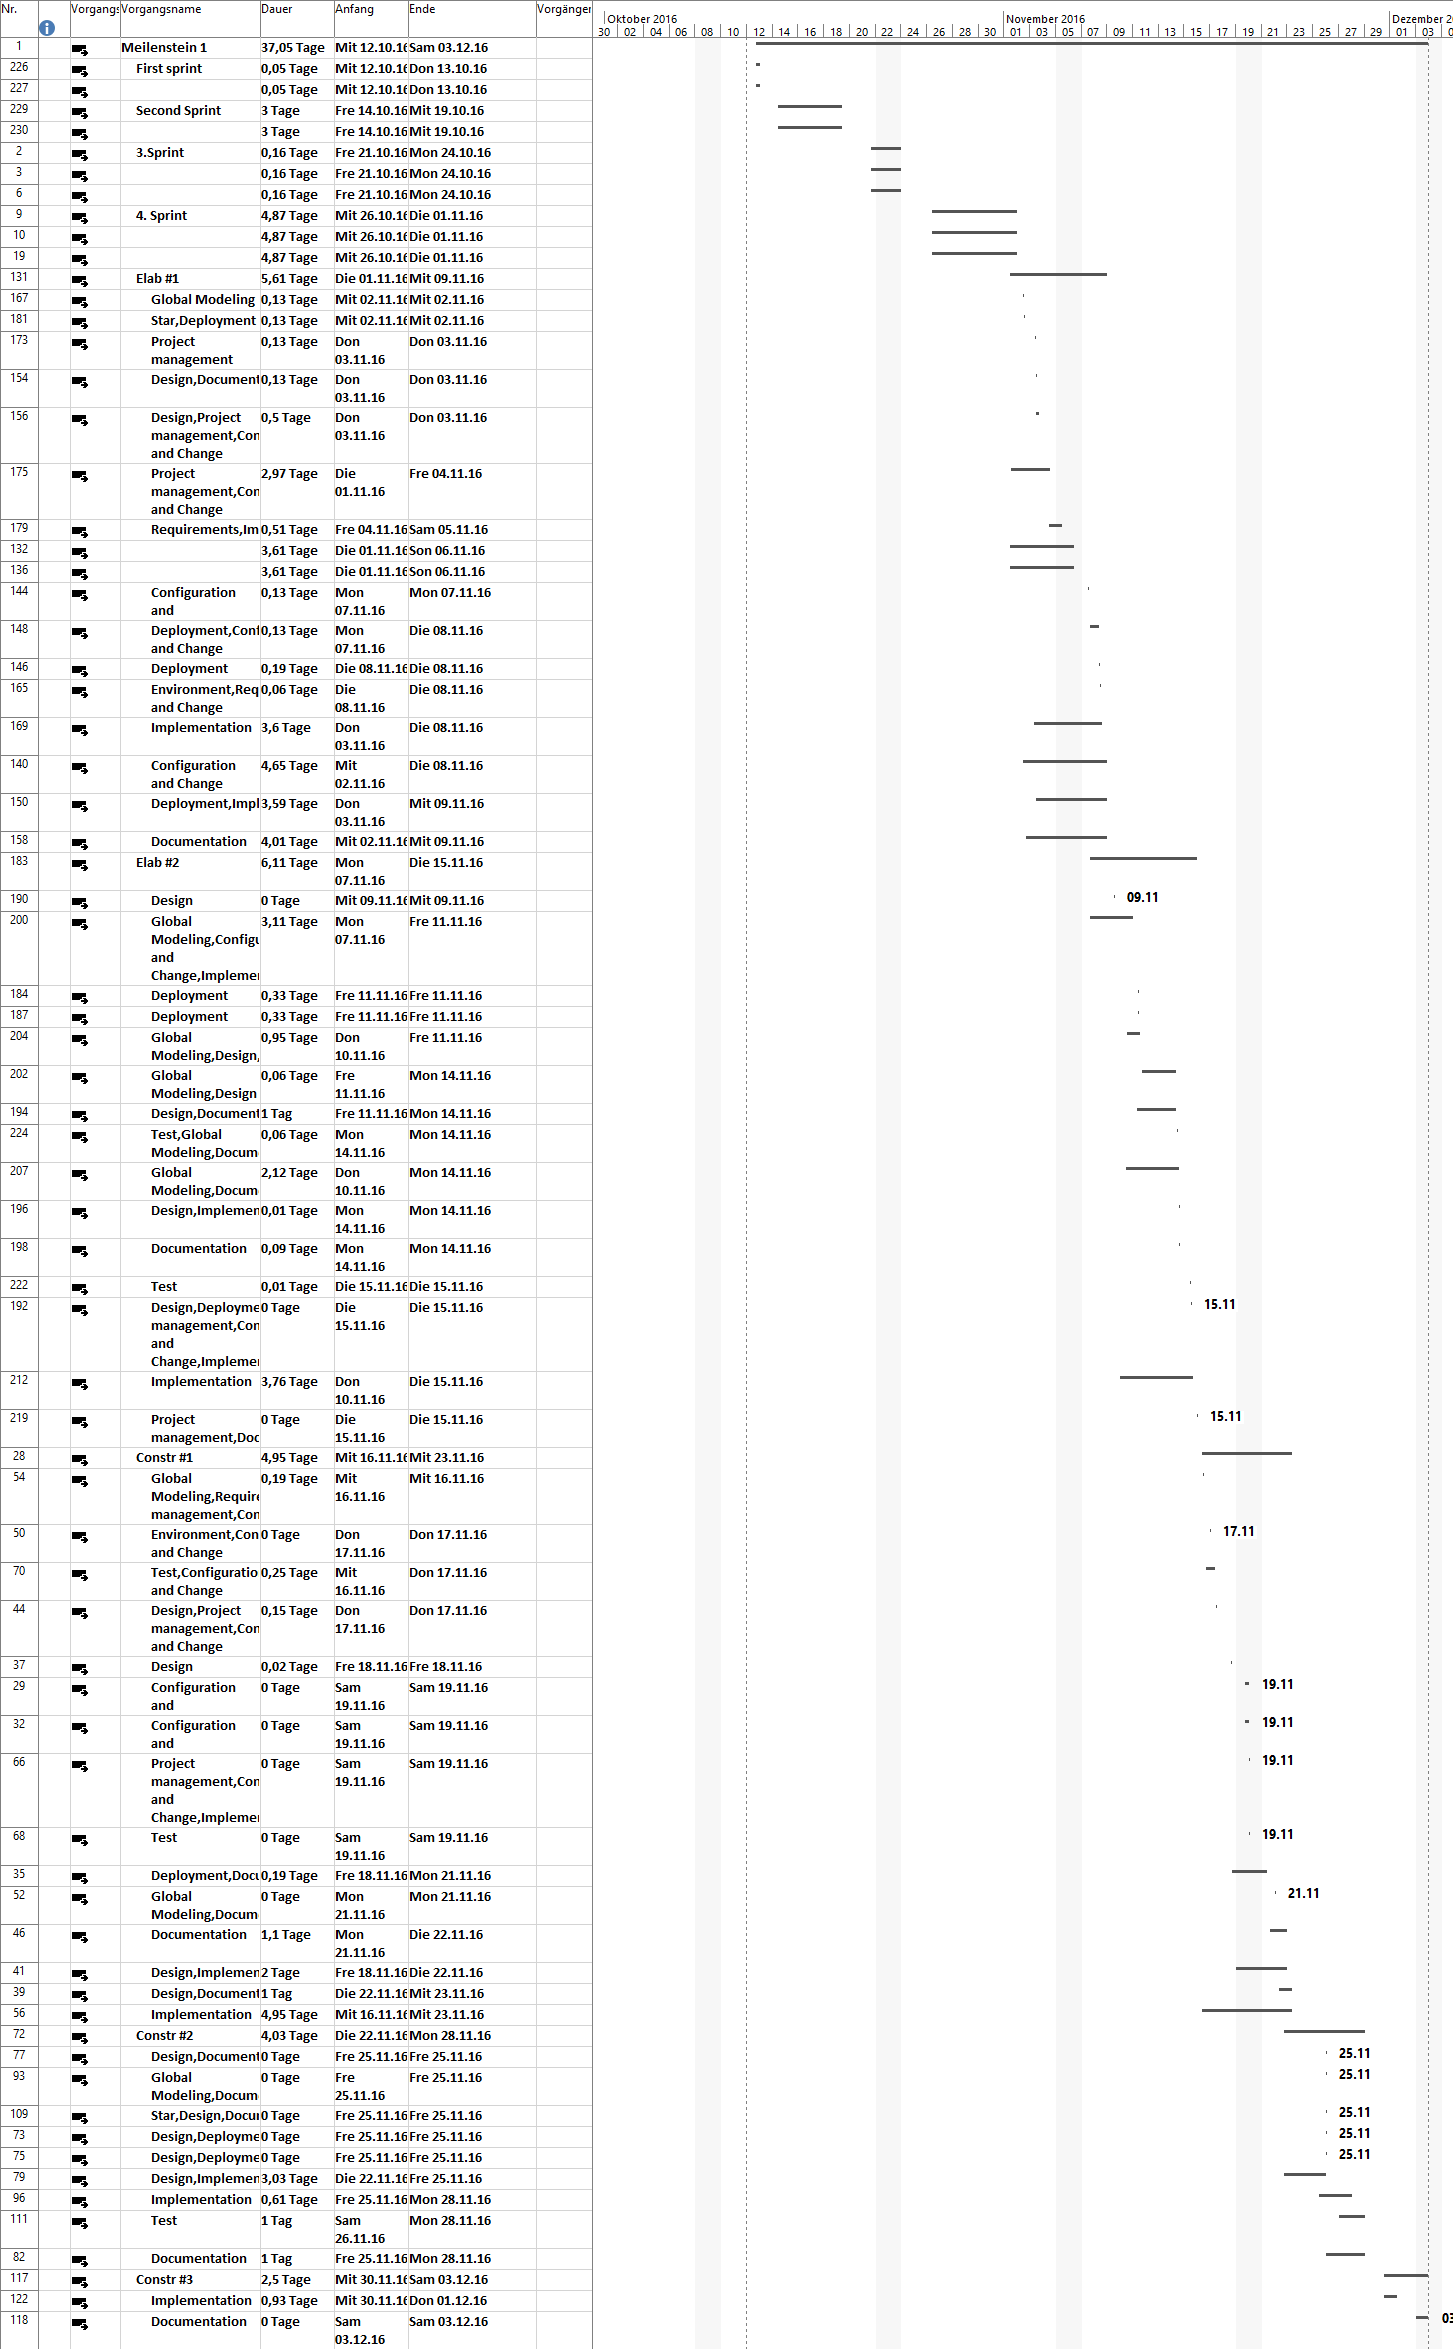 Nr. Vorgangs Vorgangsname Dauer Anfang Ende Vorgänger
Oktober 2016 November 2016 Dezember 20
30 02 04 06 08 10 12 14 16 18 20 22 24 26 28 30 01 03 05 07 09 11 13 15 17 19 21 23 25 27 29 01 03 0
1 Meilenstein 1 37,05 Tage Mit 12.10.16 Sam 03.12.16
226 First sprint 0,05 Tage Mit 12.10.16 Don 13.10.16
227 0,05 Tage Mit 12.10.16 Don 13.10.16
229 Second Sprint 3 Tage Fre 14.10.16 Mit 19.10.16
230 3 Tage Fre 14.10.16 Mit 19.10.16
2 3.Sprint 0,16 Tage Fre 21.10.16 Mon 24.10.16
3 0,16 Tage Fre 21.10.16 Mon 24.10.16
6 0,16 Tage Fre 21.10.16 Mon 24.10.16
9 4. Sprint 4,87 Tage Mit 26.10.16 Die 01.11.16
10 4,87 Tage Mit 26.10.16 Die 01.11.16
19 4,87 Tage Mit 26.10.16 Die 01.11.16
131 Elab #1 5,61 Tage Die 01.11.16 Mit 09.11.16
167 Global Modeling 0,13 Tage Mit 02.11.16 Mit 02.11.16
181 Star,Deployment 0,13 Tage Mit 02.11.16 Mit 02.11.16
173 Project 0,13 Tage Don Don 03.11.16
management 03.11.16
154 Design,Document 0,13 Tage Don Don 03.11.16
03.11.16
156 Design,Project 0,5 Tage Don Don 03.11.16
management,Con 03.11.16
and Change
175 Project 2,97 Tage Die Fre 04.11.16
management,Con 01.11.16
and Change
179 Requirements,Im 0,51 Tage Fre 04.11.16 Sam 05.11.16
132 3,61 Tage Die 01.11.16 Son 06.11.16
136 3,61 Tage Die 01.11.16 Son 06.11.16
144 Configuration 0,13 Tage Mon Mon 07.11.16
and 07.11.16
148 Deployment,Conf 0,13 Tage Mon Die 08.11.16
and Change 07.11.16
146 Deployment 0,19 Tage Die 08.11.16 Die 08.11.16
165 Environment,Req 0,06 Tage Die Die 08.11.16
and Change 08.11.16
169 Implementation 3,6 Tage Don Die 08.11.16
03.11.16
140 Configuration 4,65 Tage Mit Die 08.11.16
and Change 02.11.16
150 Deployment,Impl 3,59 Tage Don Mit 09.11.16
03.11.16
158 Documentation 4,01 Tage Mit 02.11.16 Mit 09.11.16
183 Elab #2 6,11 Tage Mon Die 15.11.16
07.11.16
190 Design 0 Tage Mit 09.11.16 Mit 09.11.16 09.11
200 Global 3,11 Tage Mon Fre 11.11.16
Modeling,Configu 07.11.16
and
Change,Implemen
184 Deployment 0,33 Tage Fre 11.11.16 Fre 11.11.16
187 Deployment 0,33 Tage Fre 11.11.16 Fre 11.11.16
204 Global 0,95 Tage Don Fre 11.11.16
Modeling,Design, 10.11.16
202 Global 0,06 Tage Fre Mon 14.11.16
Modeling,Design 11.11.16
194 Design,Document 1 Tag Fre 11.11.16 Mon 14.11.16
224 Test,Global 0,06 Tage Mon Mon 14.11.16
Modeling,Docum 14.11.16
207 Global 2,12 Tage Don Mon 14.11.16
Modeling,Docum 10.11.16
196 Design,Implemen 0,01 Tage Mon Mon 14.11.16
14.11.16
198 Documentation 0,09 Tage Mon Mon 14.11.16
14.11.16
222 Test 0,01 Tage Die 15.11.16 Die 15.11.16
192 Design,Deployme 0 Tage Die Die 15.11.16 15.11
management,Con 15.11.16
and
Change,Implemen
212 Implementation 3,76 Tage Don Die 15.11.16
10.11.16
219 Project 0 Tage Die Die 15.11.16 15.11
management,Doc 15.11.16
28 Constr #1 4,95 Tage Mit 16.11.16 Mit 23.11.16
54 Global 0,19 Tage Mit Mit 16.11.16
Modeling,Require 16.11.16
management,Con
50 Environment,Con 0 Tage Don Don 17.11.16 17.11
and Change 17.11.16
70 Test,Configuratio 0,25 Tage Mit Don 17.11.16
and Change 16.11.16
44 Design,Project 0,15 Tage Don Don 17.11.16
management,Con 17.11.16
and Change
37 Design 0,02 Tage Fre 18.11.16 Fre 18.11.16
29 Configuration 0 Tage Sam Sam 19.11.16 19.11
and 19.11.16
32 Configuration 0 Tage Sam Sam 19.11.16 19.11
and 19.11.16
66 Project 0 Tage Sam Sam 19.11.16 19.11
management,Con 19.11.16
and
Change,Implemen
68 Test 0 Tage Sam Sam 19.11.16 19.11
19.11.16
35 Deployment,Docu 0,19 Tage Fre 18.11.16 Mon 21.11.16
52 Global 0 Tage Mon Mon 21.11.16 21.11
Modeling,Docum 21.11.16
46 Documentation 1,1 Tage Mon Die 22.11.16
21.11.16
41 Design,Implemen 2 Tage Fre 18.11.16 Die 22.11.16
39 Design,Document 1 Tag Die 22.11.16 Mit 23.11.16
56 Implementation 4,95 Tage Mit 16.11.16 Mit 23.11.16
72 Constr #2 4,03 Tage Die 22.11.16 Mon 28.11.16
77 Design,Document 0 Tage Fre 25.11.16 Fre 25.11.16 25.11
93 Global 0 Tage Fre Fre 25.11.16 25.11
Modeling,Docum 25.11.16
109 Star,Design,Docu 0 Tage Fre 25.11.16 Fre 25.11.16 25.11
73 Design,Deployme 0 Tage Fre 25.11.16 Fre 25.11.16 25.11
75 Design,Deployme 0 Tage Fre 25.11.16 Fre 25.11.16 25.11
79 Design,Implemen 3,03 Tage Die 22.11.16 Fre 25.11.16
96 Implementation 0,61 Tage Fre 25.11.16 Mon 28.11.16
111 Test 1 Tag Sam Mon 28.11.16
26.11.16
82 Documentation 1 Tag Fre 25.11.16 Mon 28.11.16
117 Constr #3 2,5 Tage Mit 30.11.16 Sam 03.12.16
122 Implementation 0,93 Tage Mit 30.11.16 Don 01.12.16
118 Documentation 0 Tage Sam Sam 03.12.16 03
03.12.16